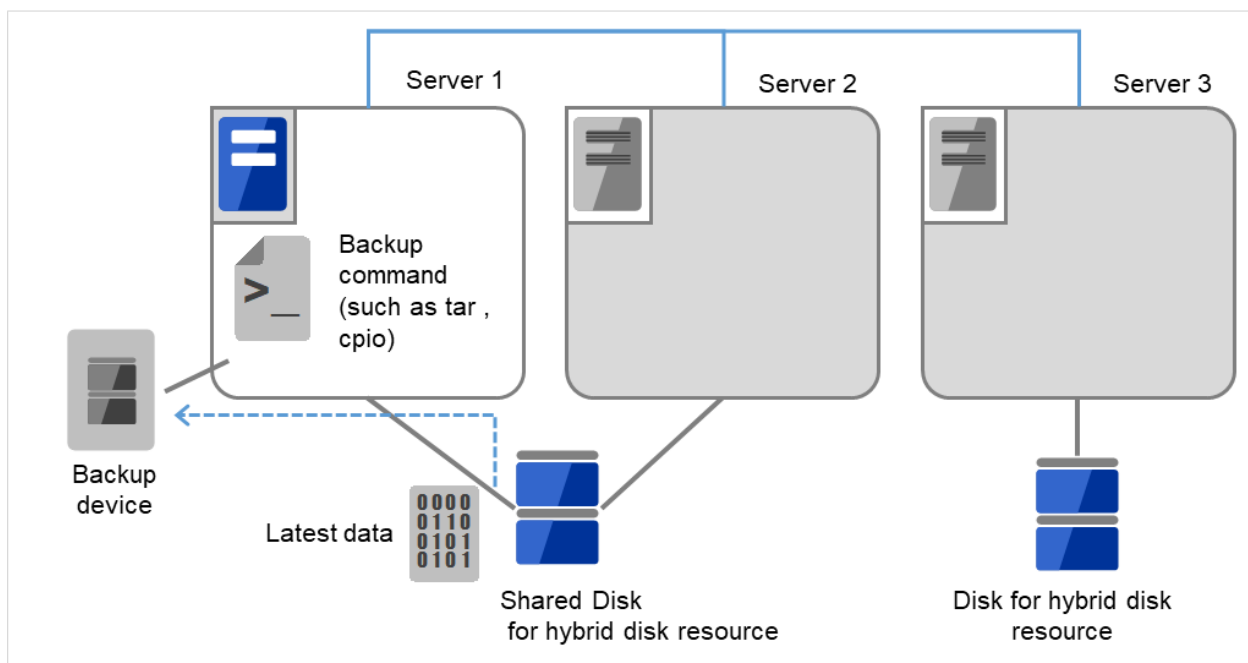 Server 1
Server 2
Server 3
Backup
command
(such as tar ,
cpio)
>_
Backup
device
Latest data
0000
0110
0101
0101
Shared Disk
for hybrid disk resource
Disk for hybrid disk
resource